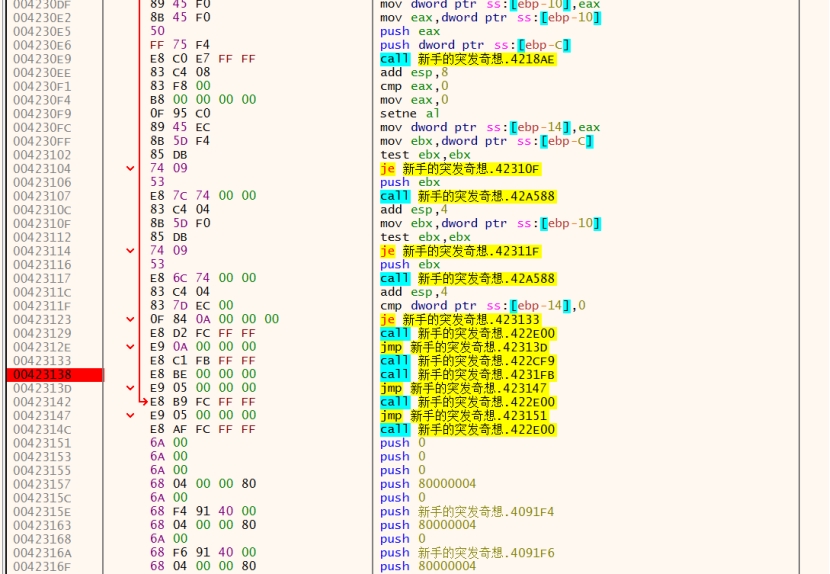 004230DF 89 45 F0 mov dword ptr ss:[ebp-10],eax
004230E2 8B 45 F0 mov eax,dword ptr ss:[ebp-10]
004230E5 50 push eax
004230E6 FF 75 F4 push dword ptr ss:[ebp-C]
004230E9 E8 C0 E7 FF FF call 新手的突发奇想.4218AE
004230EE 83 C4 08 add esp,8
004230F1 83 F8 00 cmp eax,0
004230F4 B8 00 00 00 00 mov eax,0
004230F9 0F 95 C0 setne al
004230FC 89 45 EC mov dword ptr ss:[ebp-14],eax
004230FF 8B 5D F4 mov ebx,dword ptr ss:[ebp-C]
00423102 85 DB test ebx,ebx
00423104 74 09 je 新手的突发奇想.42310F
00423106 53 push ebx
00423107 E8 7C 74 00 00 call 新手的突发奇想.42A588
0042310C 83 C4 04 add esp,4
0042310F 8B 5D F0 mov ebx,dword ptr ss:[ebp-10]
00423112 85 DB test ebx,ebx
00423114 74 09 je 新手的突发奇想.42311F
00423116 53 push ebx
00423117 E8 6C 74 00 00 call 新手的突发奇想.42A588
0042311C 83 C4 04 add esp,4
0042311F 83 7D EC 00 cmp dword ptr ss:[ebp-14],0
00423123 0F 84 0A 00 00 00 je 新手的突发奇想.423133
00423129 E8 D2 FC FF FF call 新手的突发奇想.422E00
0042312E E9 0A 00 00 00 jmp 新手的突发奇想.42313D
00423133 E8 C1 FB FF FF call 新手的突发奇想.422CF9
00423138 E8 BE 00 00 00 call 新手的突发奇想.4231FB
0042313D E9 05 00 00 00 jmp 新手的突发奇想.423147
00423142 E8 B9 FC FF FF call 新手的突发奇想.422E00
00423147 E9 05 00 00 00 jmp 新手的突发奇想.423151
0042314C E8 AF FC FF FF call 新手的突发奇想.422E00
00423151 6A 00 push 0
00423153 6A 00 push 0
00423155 6A 00 push 0
00423157 68 04 00 00 80 push 80000004
0042315C 6A 00 push 0
0042315E 68 F4 91 40 00 push 新手的突发奇想.4091F4
00423163 68 04 00 00 80 push 80000004
00423168 6A 00 push 0
0042316A 68 F6 91 40 00 push 新手的突发奇想.4091F6
0042316F 68 04 00 00 80 push 80000004